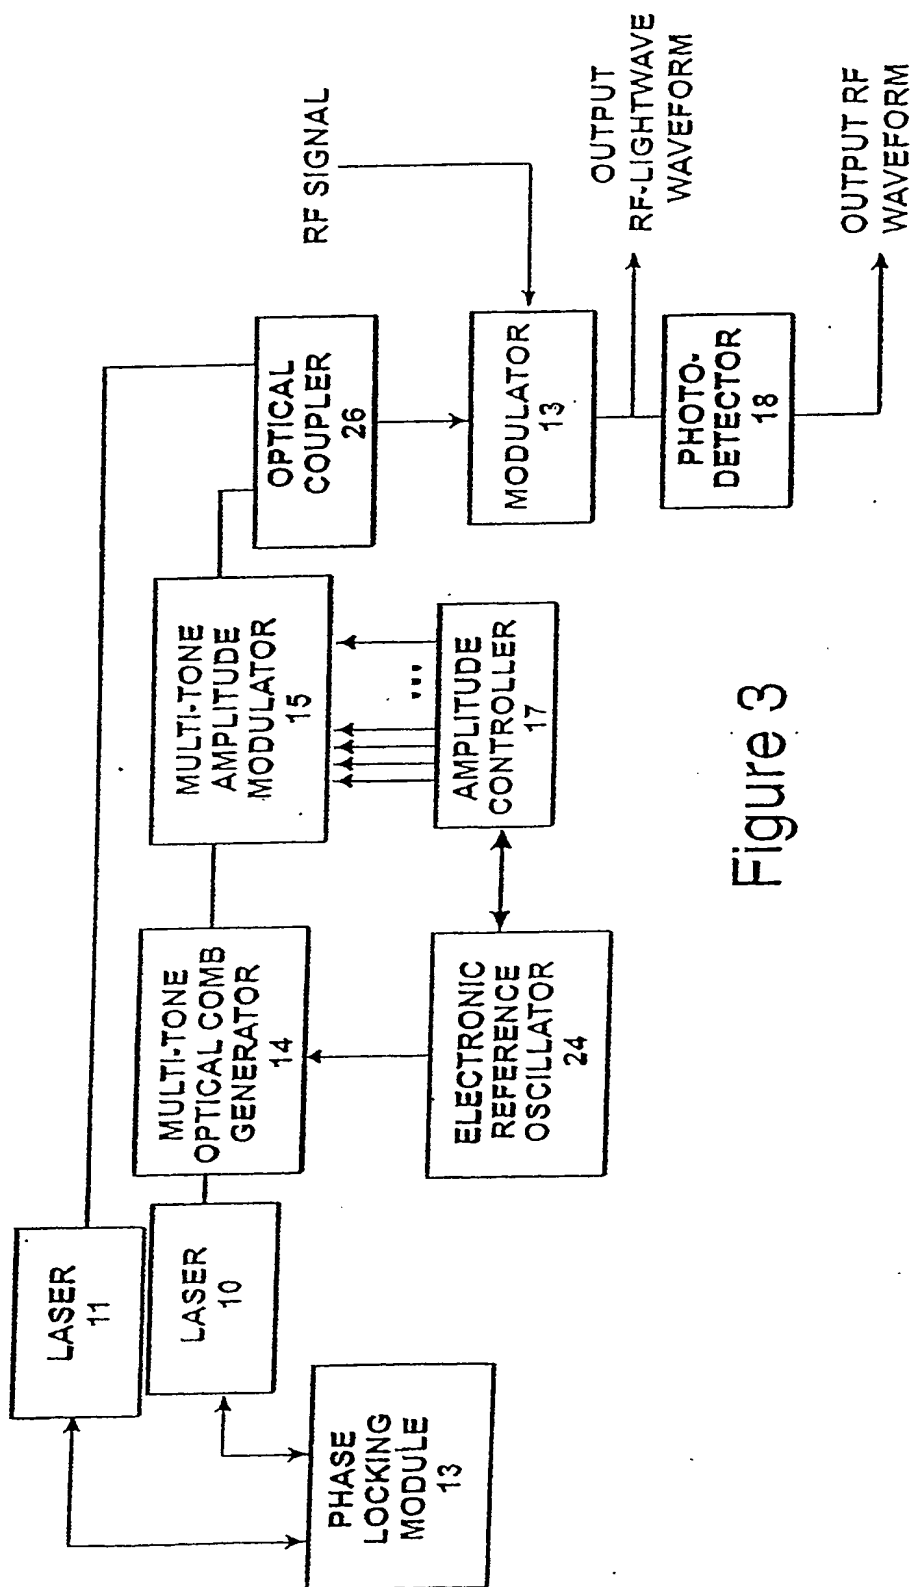 LASER
11
LASER
10
PHASE
LOCKING
MODULE
13
MULTI-TONE
OPTICAL COMB
GENERATOR
14
ELECTRONIC
REFERENCE
OSCILLATOR
24
MULTI-TONE
AMPLITUDE
MODULATOR
15
...
AMPLITUDE
CONTROLLER
17
OPTICAL
COUPLER
26
RF SIGNAL
MODULATOR
13
OUTPUT
RF-LIGHTWAVE
WAVEFORM
PHOTO-
DETECTOR
18
OUTPUT RF
WAVEFORM
Figure 3